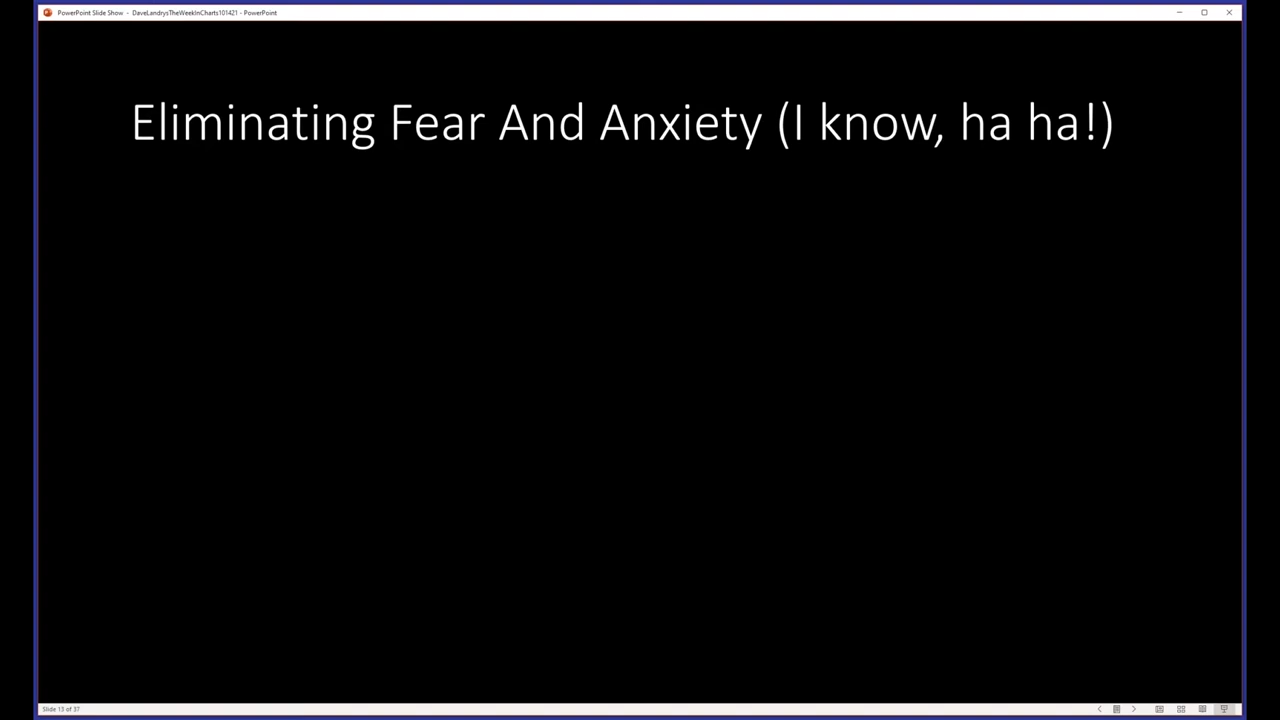 PowerPoint Slide Show - DaveLandrysTheWeekInCharts101421 - PowerPoint
Eliminating Fear And Anxiety (I know, ha ha!)
Slide 13 of 37